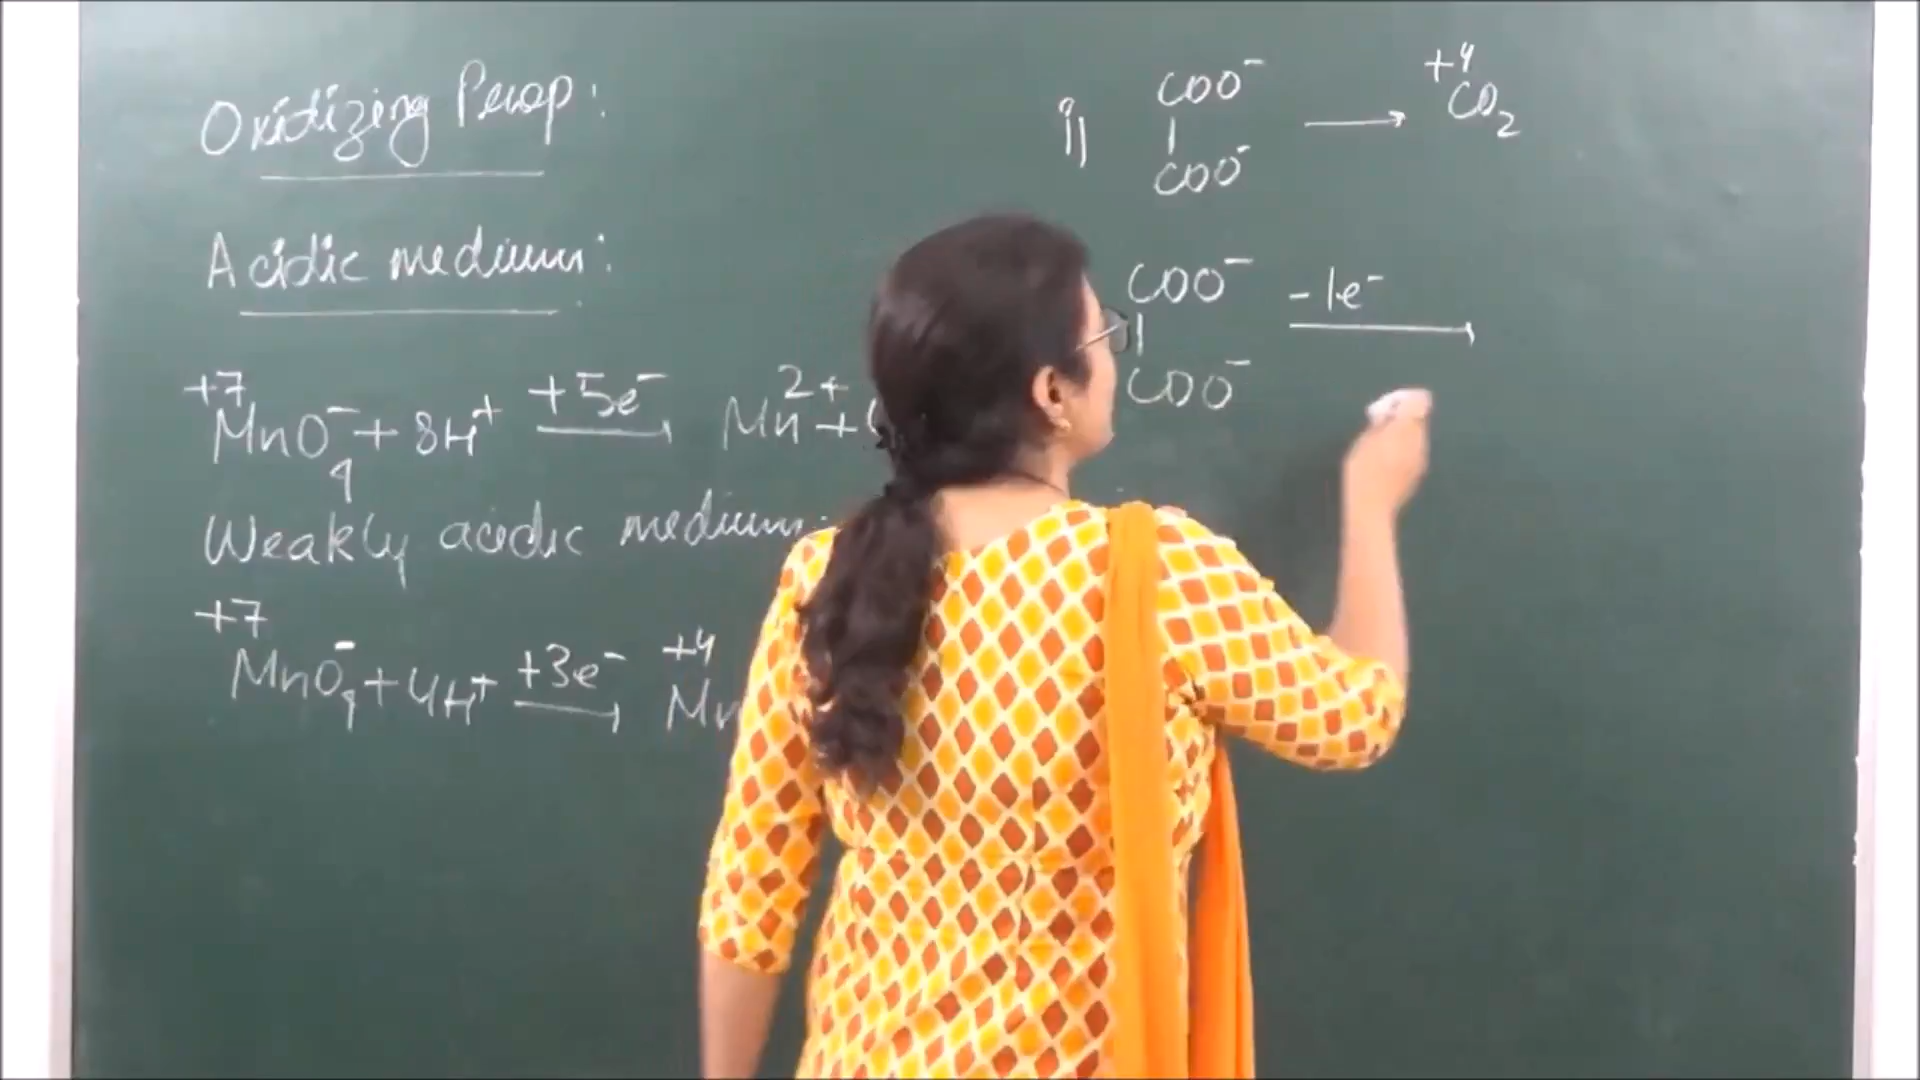 Oxidizing Prop:
Acidic medium:
+7
MnO₄⁻ + 8H⁺ +5e⁻ → Mn²⁺ +
Weakly acidic medium:
+7 +4
MnO₄⁻ + 4H⁺ +3e⁻ → Mn
+4
i) COO⁻ → CO₂
|
COO⁻
COO⁻ -1e⁻ →
|
COO⁻